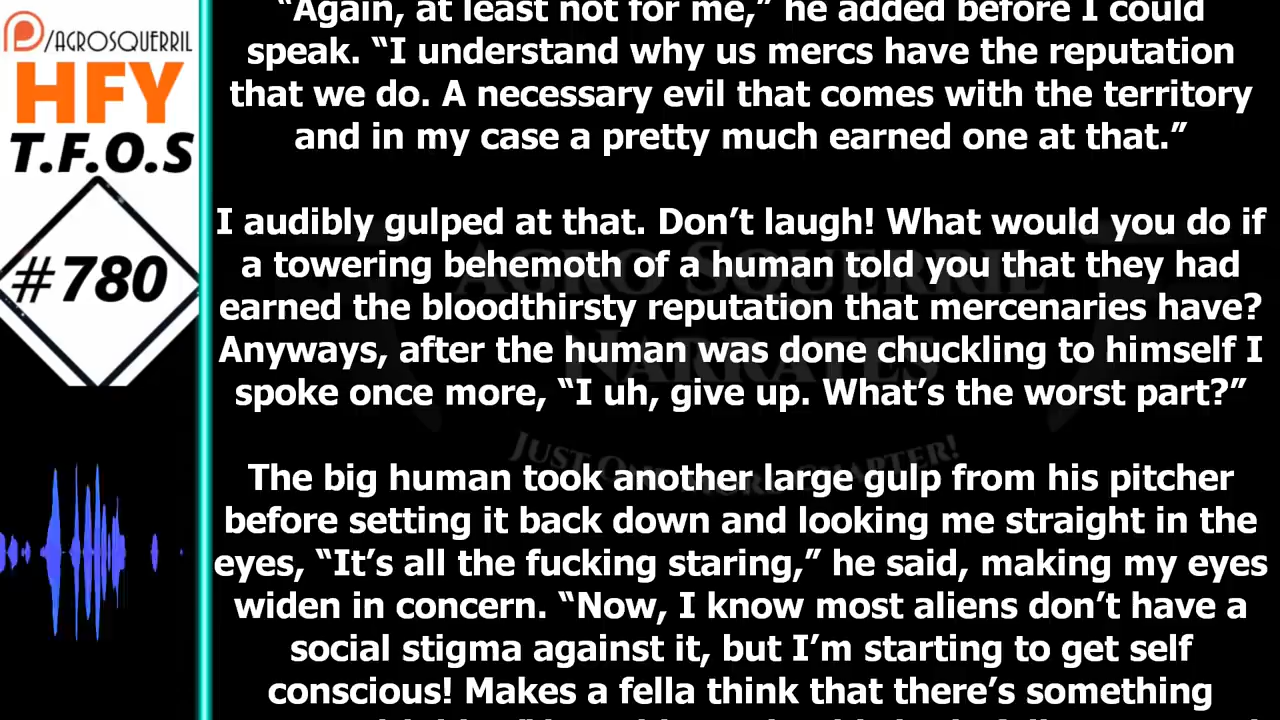 /AGROSQUERRIL
HFY
T.F.O.S
#780
“Again, at least not for me,” he added before I could
speak. “I understand why us mercs have the reputation
that we do. A necessary evil that comes with the territory
and in my case a pretty much earned one at that.”
I audibly gulped at that. Don’t laugh! What would you do if
a towering behemoth of a human told you that they had
earned the bloodthirsty reputation that mercenaries have?
Anyways, after the human was done chuckling to himself I
spoke once more, “I uh, give up. What’s the worst part?”
The big human took another large gulp from his pitcher
before setting it back down and looking me straight in the
eyes, “It’s all the fucking staring,” he said, making my eyes
widen in concern. “Now, I know most aliens don’t have a
social stigma against it, but I’m starting to get self
conscious! Makes a fella think that there’s something
AGRO SQUERRIL
NARRATES
JUST ONE MORE CHAPTER!